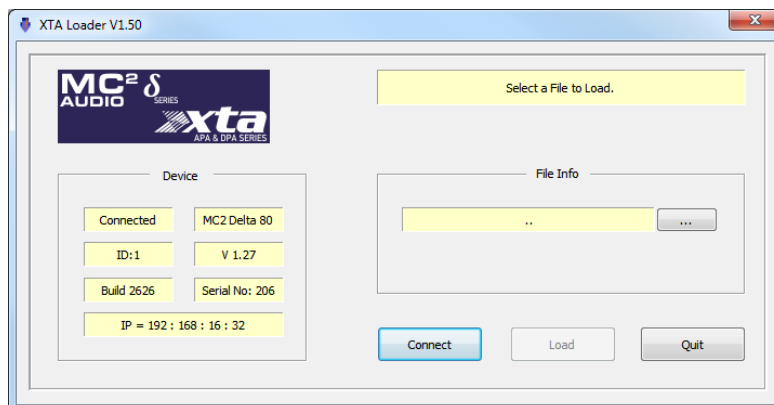 XTA Loader V1.50
MC² δ
AUDIO SERIES
xta
APA & DPA SERIES
Select a File to Load.
Device
Connected
MC2 Delta 80
ID:1
V 1.27
Build 2626
Serial No: 206
IP = 192 : 168 : 16 : 32
File Info
..
...
Connect
Load
Quit